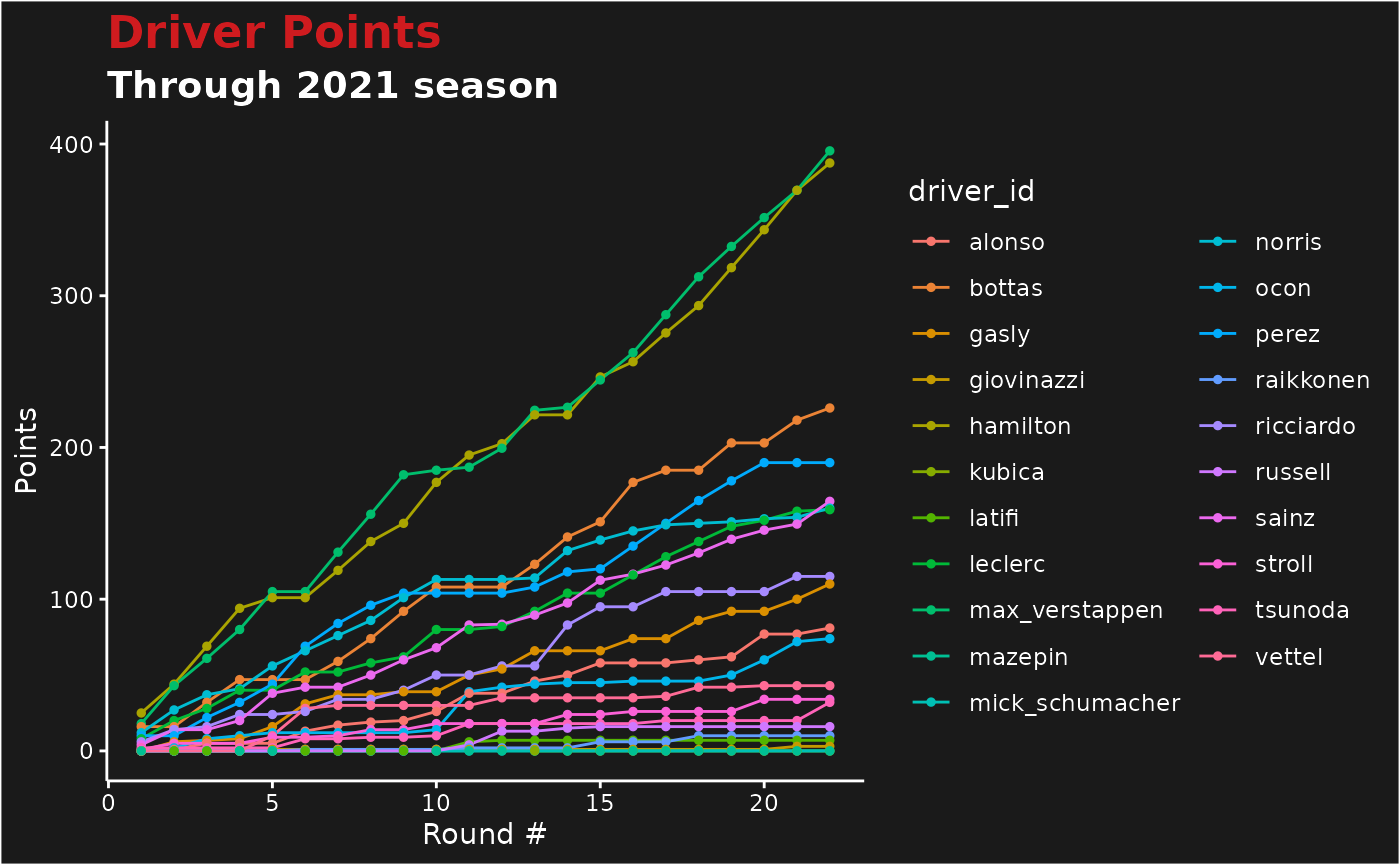 Driver Points
Through 2021 season
400
300
200
100
0
Points
0 5 10 15 20
Round #
driver_id
alonso
bottas
gasly
giovinazzi
hamilton
kubica
latifi
leclerc
max_verstappen
mazepin
mick_schumacher
norris
ocon
perez
raikkonen
ricciardo
russell
sainz
stroll
tsunoda
vettel